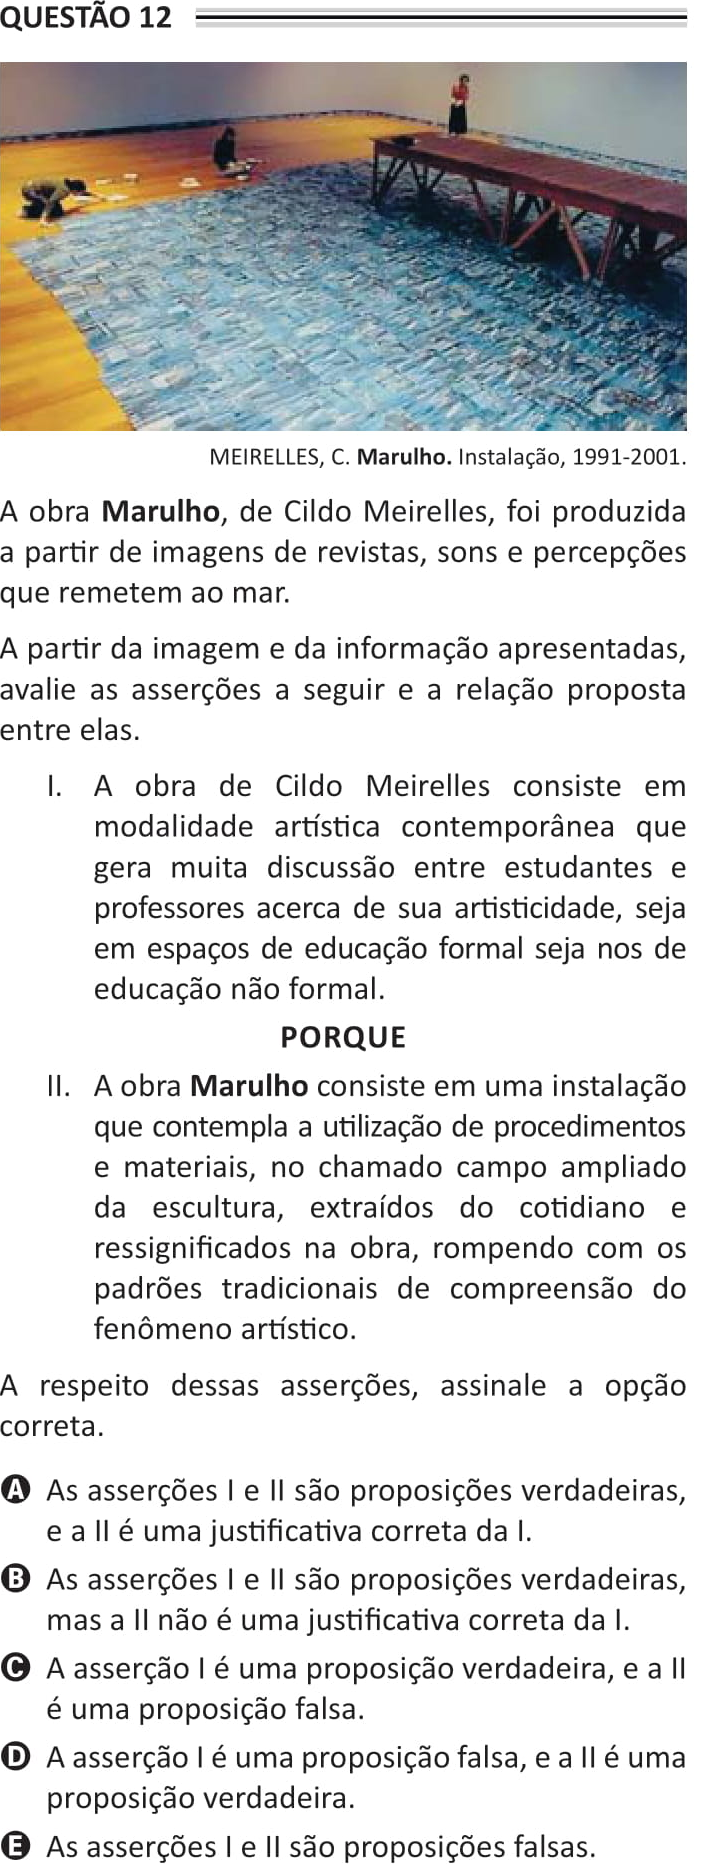 QUESTÃO 12
MEIRELLES, C. Marulho. Instalação, 1991-2001.
A obra Marulho, de Cildo Meirelles, foi produzida
a partir de imagens de revistas, sons e percepções
que remetem ao mar.
A partir da imagem e da informação apresentadas,
avalie as asserções a seguir e a relação proposta
entre elas.
I. A obra de Cildo Meirelles consiste em
modalidade artística contemporânea que
gera muita discussão entre estudantes e
professores acerca de sua artisticidade, seja
em espaços de educação formal seja nos de
educação não formal.
PORQUE
II. A obra Marulho consiste em uma instalação
que contempla a utilização de procedimentos
e materiais, no chamado campo ampliado
da escultura, extraídos do cotidiano e
ressignificados na obra, rompendo com os
padrões tradicionais de compreensão do
fenômeno artístico.
A respeito dessas asserções, assinale a opção
correta.
A As asserções I e II são proposições verdadeiras,
e a II é uma justificativa correta da I.
B As asserções I e II são proposições verdadeiras,
mas a II não é uma justificativa correta da I.
C A asserção I é uma proposição verdadeira, e a II
é uma proposição falsa.
D A asserção I é uma proposição falsa, e a II é uma
proposição verdadeira.
E As asserções I e II são proposições falsas.